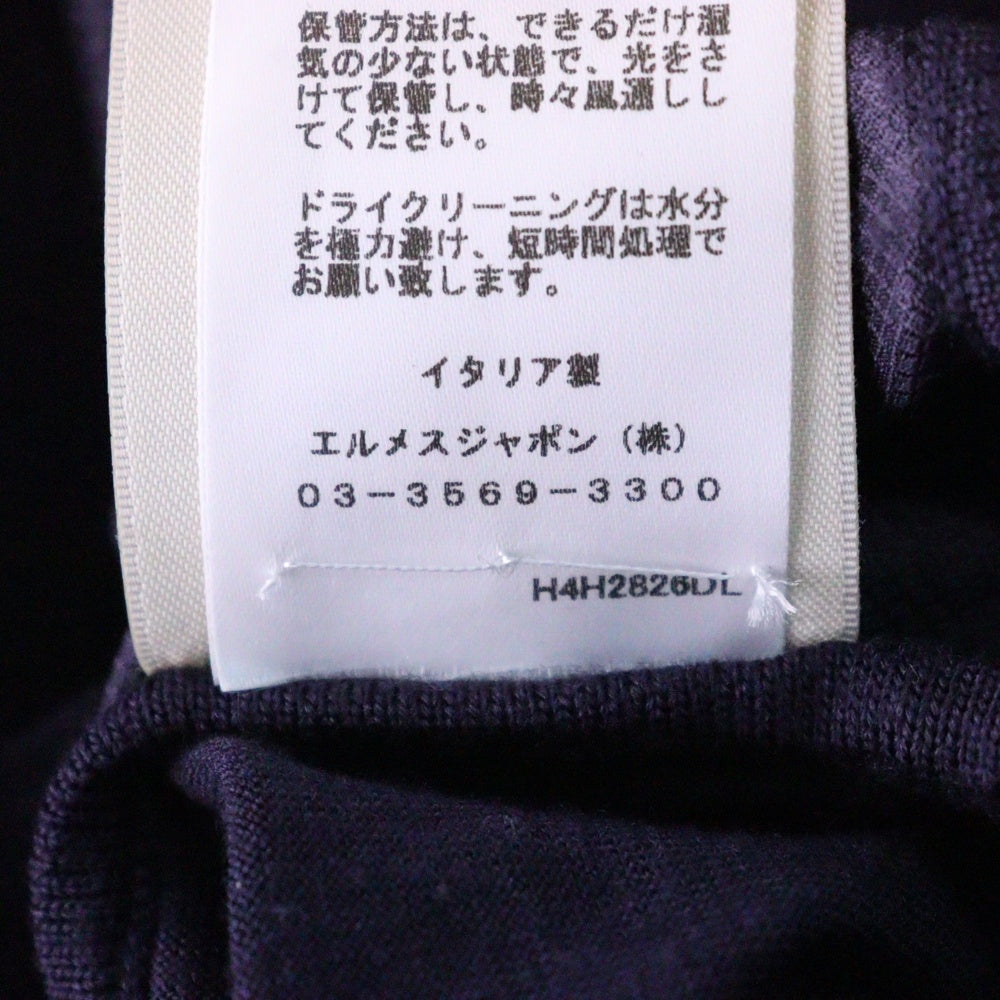 保管方法は、できるだけ湿
気の少ない状態で、光をさ
けて保管し、時々風通しし
てください。
ドライクリーニングは水分
を極力避け、短時間処理で
お願い致します。
イタリア製
エルメスジャポン（株）
03-3569-3300
H4H2826DL